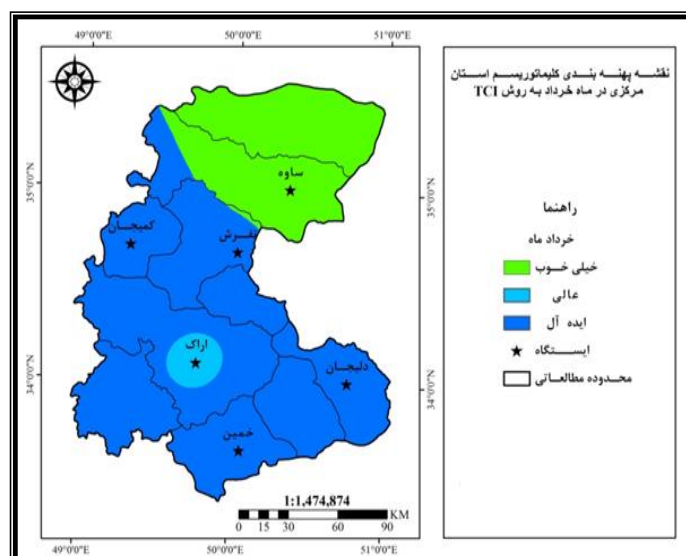 49°0'0"E 50°0'0"E 51°0'0"E
نقشه پهنه بندی کلیماتوریسم استان
مرکزی در ماه خرداد به روش TCI
ساوه
35°0'0"N 35°0'0"N
کمیجان
تفرش
اراک
دلیجان
34°0'0"N 34°0'0"N
خمین
راهنما
خرداد ماه
خیلی خوب
عالی
ایده آل
ایستگاه
محدوده مطالعاتی
1:1,474,874
KM
0 15 30 60 90
49°0'0"E 50°0'0"E 51°0'0"E